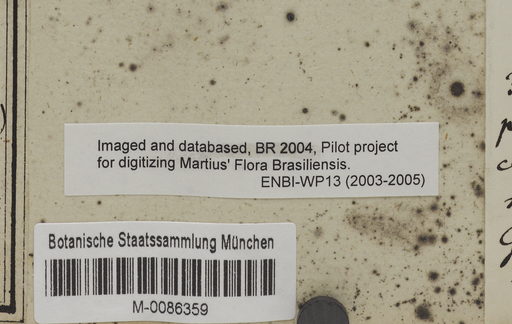 Imaged and databased, BR 2004, Pilot project
for digitizing Martius' Flora Brasiliensis.
ENBI-WP13 (2003-2005)
Botanische Staatssammlung München
M-0086359